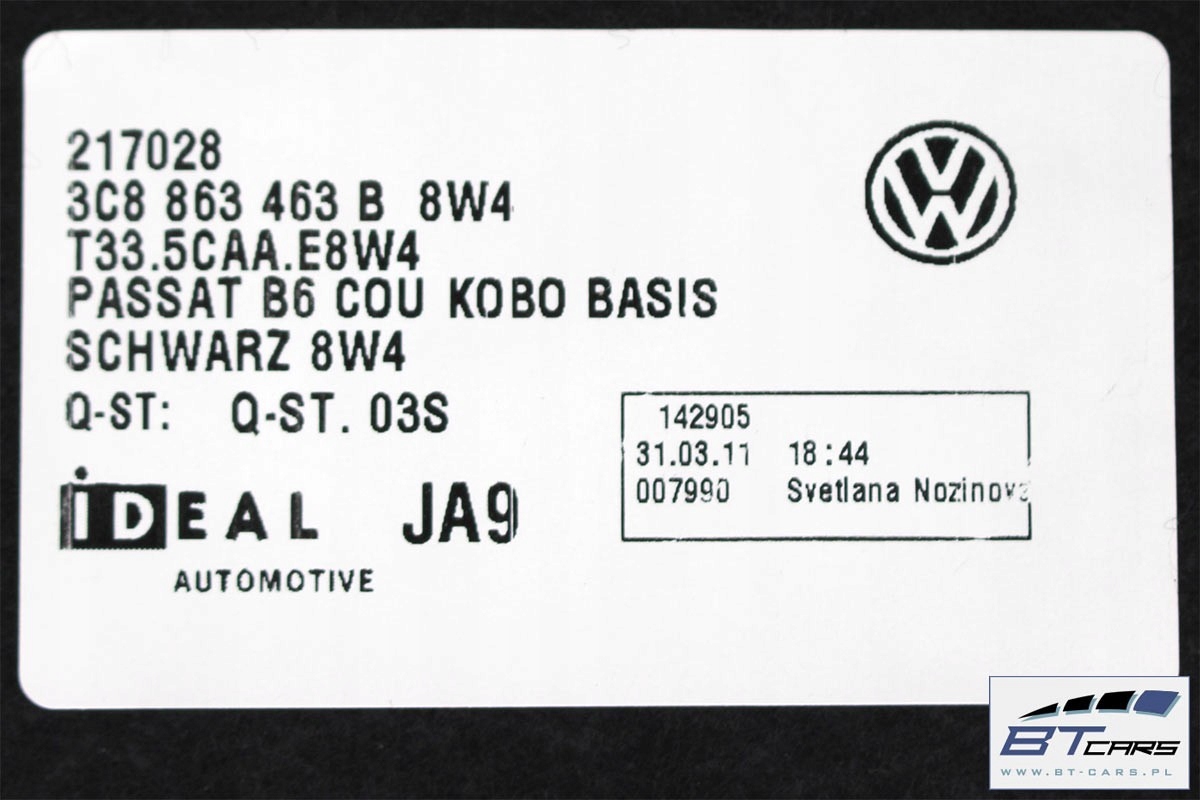 217028
3C8 863 463 B 8W4
T33.5CAA.E8W4
PASSAT B6 COU KOBO BASIS
SCHWARZ 8W4
Q-ST: Q-ST. 03S
142905
31.03.11 18:44
007990 Svetlana Nozinova
iDEAL JA9
AUTOMOTIVE
VW
BT CARS
WWW.BT-CARS.PL